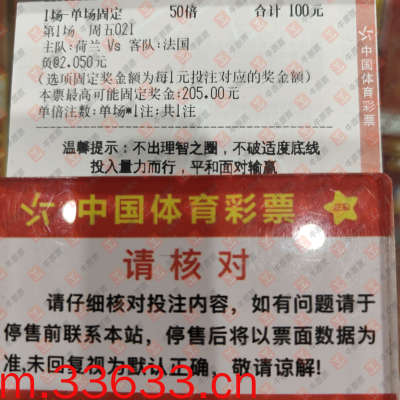 1场-单场固定 50倍 合计 100元
第1场 周五021
主队:荷兰 Vs 客队:法国
负@2.050元
(选项固定奖金额为每1元投注对应的奖金额)
本票最高可能固定奖金:205.00元
单倍注数:单场*1注;共1注
温馨提示:不出理智之圈,不破适度底线
投入量力而行,平和面对输赢
中国体育彩票
中国体育彩票
请核对
请仔细核对投注内容,如有问题请于
停售前联系本站,停售后将以票面数据为
准,未回复视为默认正确,敬请谅解!
m.33633.cn